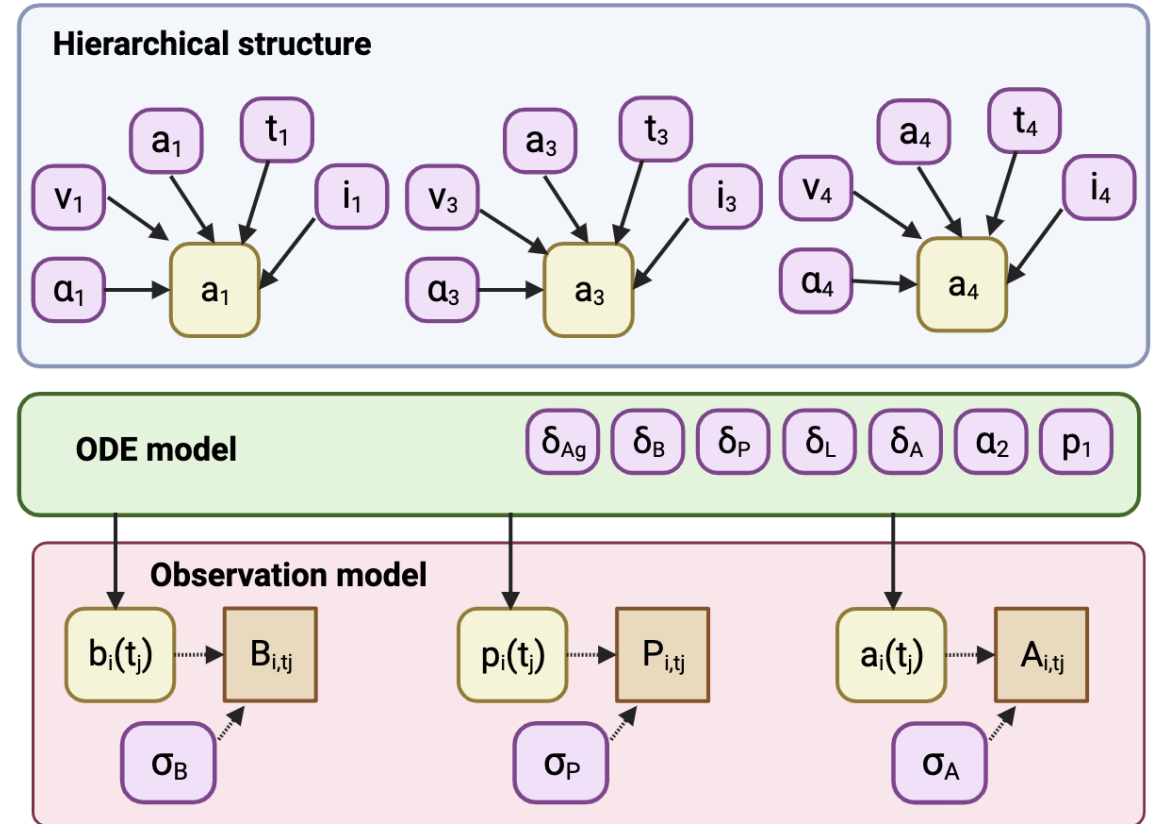 Hierarchical structure
v₁ a₁ t₁ i₁
α₁ a₁
v₃ a₃ t₃ i₃
α₃ a₃
v₄ a₄ t₄ i₄
α₄ a₄
ODE model
δAg δB δP δL δA α₂ p₁
Observation model
bᵢ(tⱼ) Bi,tj
pᵢ(tⱼ) Pi,tj
aᵢ(tⱼ) Ai,tj
σB
σP
σA